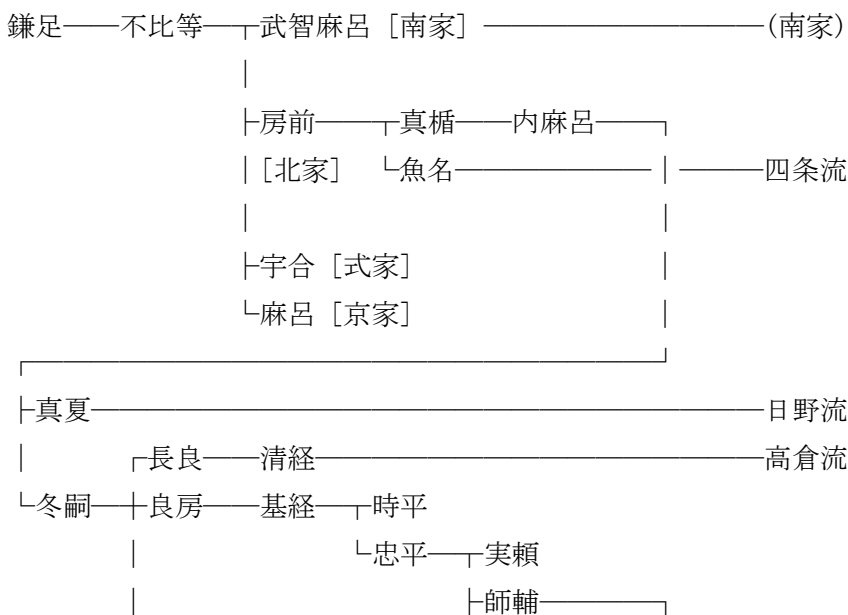 鎌足――不比等―┬武智麻呂［南家］――――――――――(南家)
｜
├房前――┬真楯――内麻呂――┐
｜［北家］ └魚名―――――――｜―――四条流
｜ ｜
├宇合［式家］ ｜
└麻呂［京家］ ｜
┌―――――――――――――――――――――――┘
├真夏――――――――――――――――――――――――日野流
｜ ┌長良――清経――――――――――――――――高倉流
└冬嗣―┼良房――基経―┬時平
｜ └忠平―┬実頼
｜ ├師輔――――┐